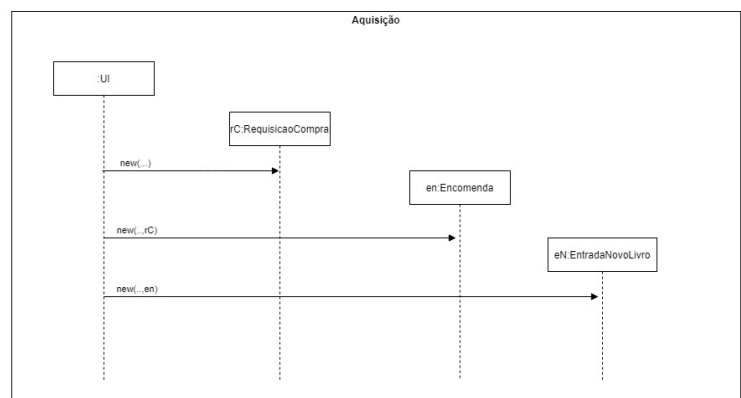 Aquisição
:UI
rC:RequisicaoCompra
new(...)
en:Encomenda
new(..,rC)
eN:EntradaNovoLivro
new(..,en)